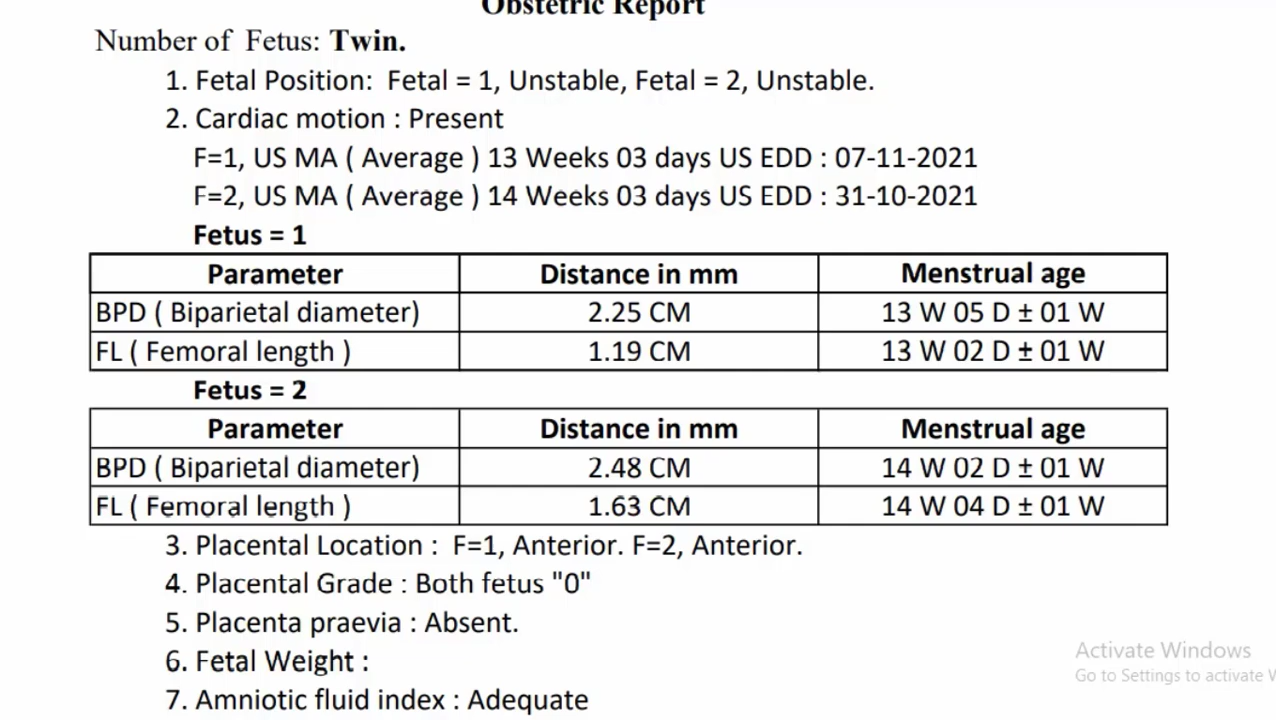 Obstetric Report
Number of Fetus: Twin.
1. Fetal Position: Fetal = 1, Unstable, Fetal = 2, Unstable.
2. Cardiac motion : Present
F=1, US MA ( Average ) 13 Weeks 03 days US EDD : 07-11-2021
F=2, US MA ( Average ) 14 Weeks 03 days US EDD : 31-10-2021
Fetus = 1
Parameter Distance in mm Menstrual age
BPD ( Biparietal diameter) 2.25 CM 13 W 05 D ± 01 W
FL ( Femoral length ) 1.19 CM 13 W 02 D ± 01 W
Fetus = 2
Parameter Distance in mm Menstrual age
BPD ( Biparietal diameter) 2.48 CM 14 W 02 D ± 01 W
FL ( Femoral length ) 1.63 CM 14 W 04 D ± 01 W
3. Placental Location : F=1, Anterior. F=2, Anterior.
4. Placental Grade : Both fetus "0"
5. Placenta praevia : Absent.
6. Fetal Weight :
7. Amniotic fluid index : Adequate
Activate Windows
Go to Settings to activate W